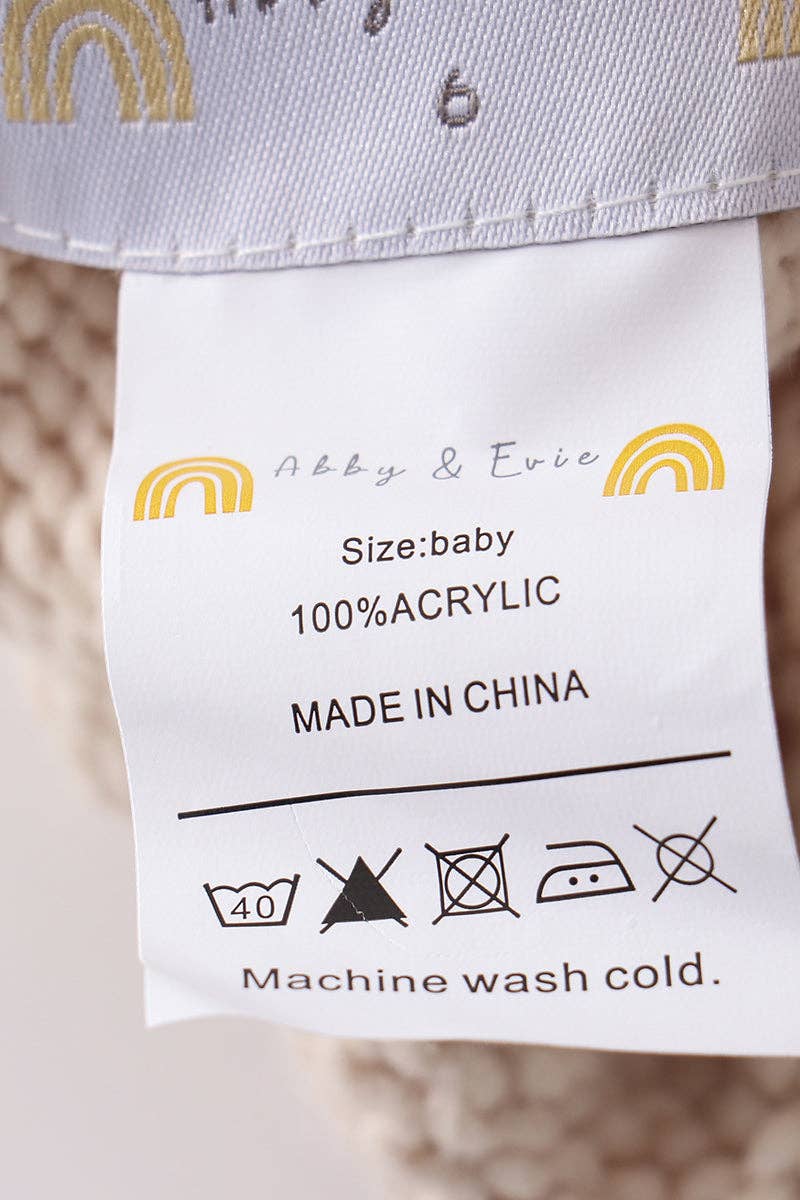 6
Abby & Evie
Size:baby
100%ACRYLIC
MADE IN CHINA
40
Machine wash cold.